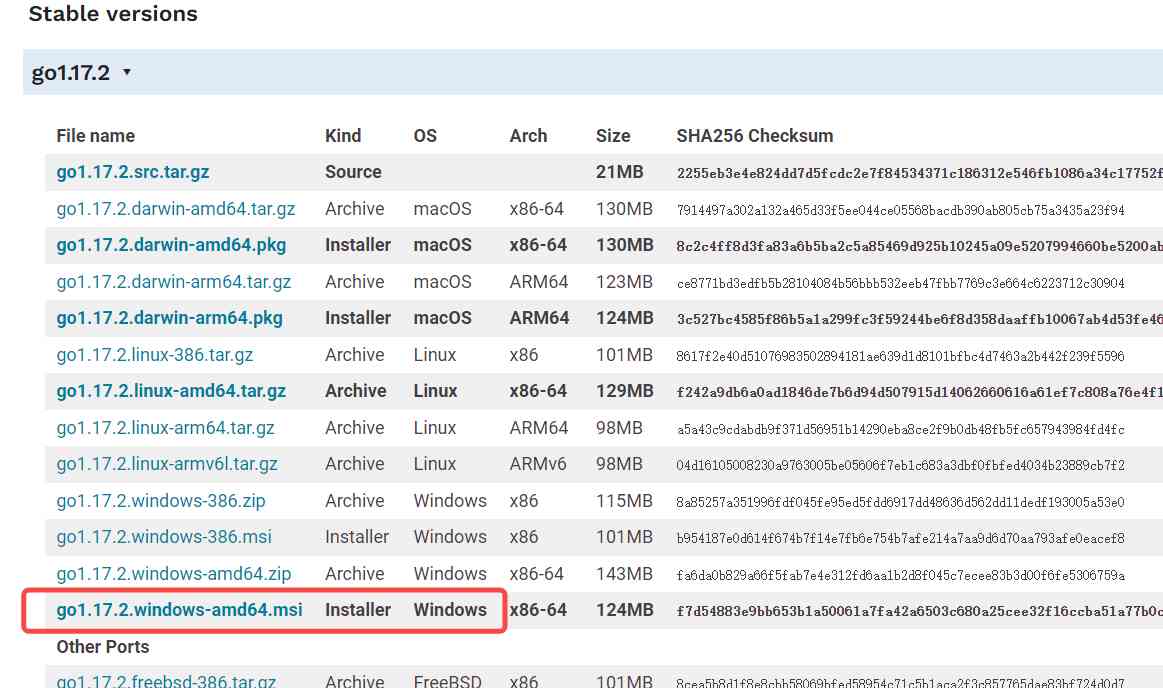 Stable versions
go1.17.2 ▾
File name Kind OS Arch Size SHA256 Checksum
go1.17.2.src.tar.gz Source 21MB 2255eb3e4e824dd7d5fcdc2e7f84534371c186312e546fb1086a34c17752f
go1.17.2.darwin-amd64.tar.gz Archive macOS x86-64 130MB 7914497a302a132a465d33f5ee044ce05568bacdb390ab805cb75a3435a23f94
go1.17.2.darwin-amd64.pkg Installer macOS x86-64 130MB 8c2c4ff8d3fa83a6b5ba2c5a85469d925b10245a09e5207994660be5200ab
go1.17.2.darwin-arm64.tar.gz Archive macOS ARM64 123MB ce8771bd3edfb5b28104084b56bbb532eeb47fbb7769c3e664c6223712c30904
go1.17.2.darwin-arm64.pkg Installer macOS ARM64 124MB 3c527bc4585f86b5a1a299fc3f59244be6f8d358daaffb10067ab4d53fe46
go1.17.2.linux-386.tar.gz Archive Linux x86 101MB 8617f2e40d51076983502894181ae639d1d8101bfbc4d7463a2b442f239f5596
go1.17.2.linux-amd64.tar.gz Archive Linux x86-64 129MB f242a9db6a0ad1846de7b6d94d507915d14062660616a61ef7c808a76e4f1
go1.17.2.linux-arm64.tar.gz Archive Linux ARM64 98MB a5a43c9cdabdb9f371d56951b14290eba8ce2f9b0db48fb5fc657943984fd4fc
go1.17.2.linux-armv6l.tar.gz Archive Linux ARMv6 98MB 04d16105008230a9763005be05606f7eb1c683a3dbf0fbfed4034b23889cb7f2
go1.17.2.windows-386.zip Archive Windows x86 115MB 8a85257a351996fdf045fe95ed5fdd6917dd48636d562dd11dedf193005a53e0
go1.17.2.windows-386.msi Installer Windows x86 101MB b954187e0d614f674b7f14e7fb6e754b7afe214a7aa9d6d70aa793afe0eacef8
go1.17.2.windows-amd64.zip Archive Windows x86-64 143MB fa6da0b829a66f5fab7e4e312fd6aa1b2d8f045c7ecee83b3d00f6fe5306759a
go1.17.2.windows-amd64.msi Installer Windows x86-64 124MB f7d54883e9bb653b1a50061a7fa42a6503c680a25cee32f16ccba51a77b0c
Other Ports
go1.17.2.freebsd-386.tar.gz Archive FreeBSD x86 101MB